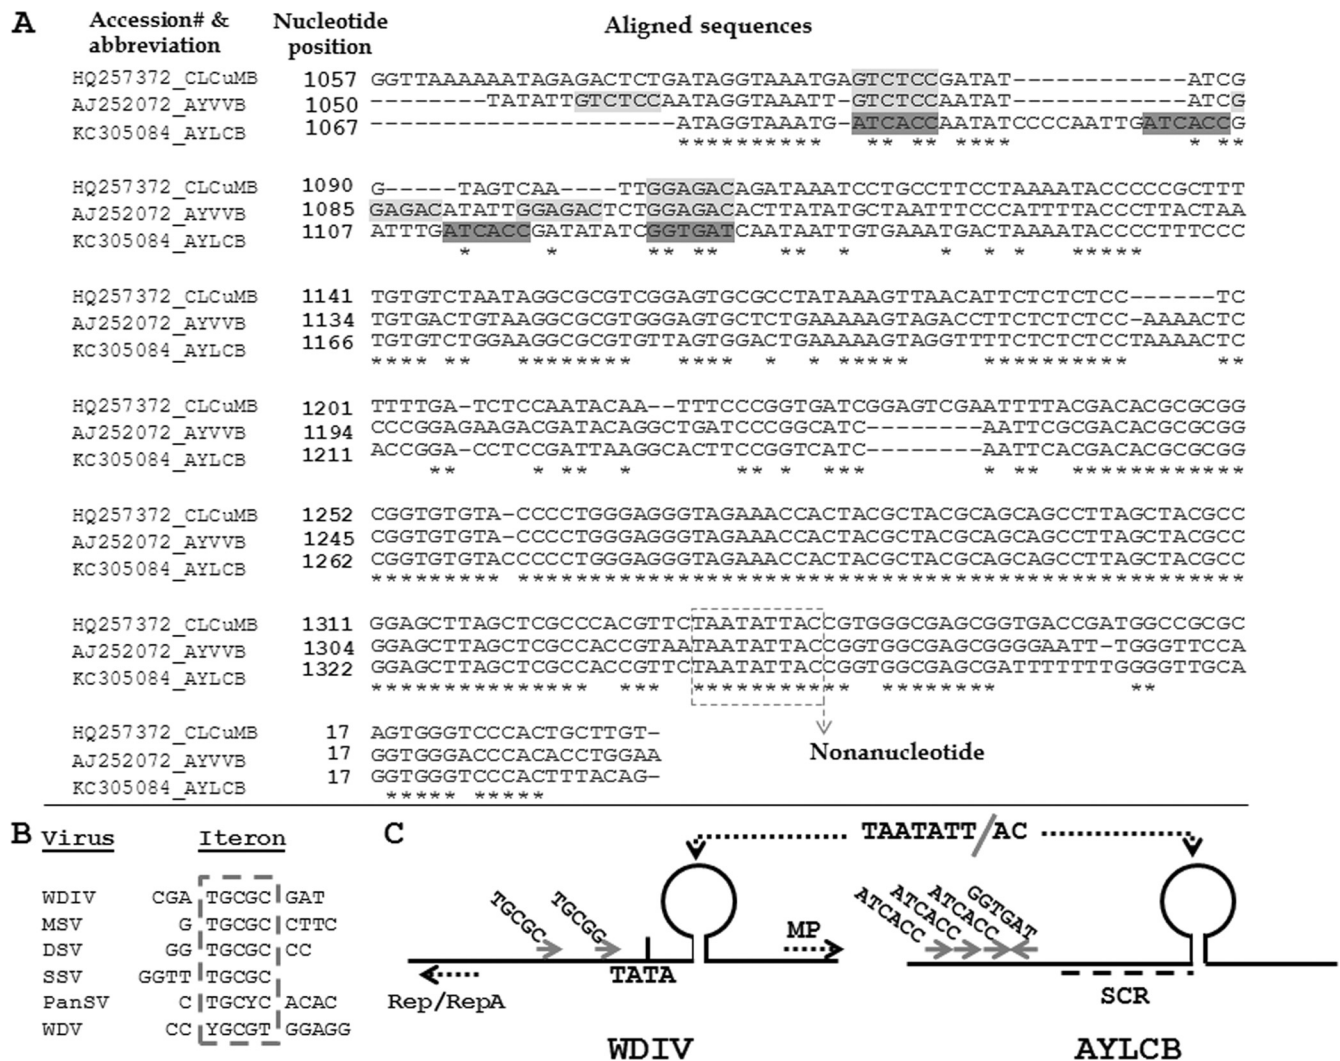 A
Accession# & abbreviation
Nucleotide position
Aligned sequences
HQ257372_CLCuMB 1057 GGTTAAAAAATAGAGACTCTGATAGGTAAATGAGTCTCCGATAT------------ATCG
AJ252072_AYVVB 1050 --------TATATTGTCTCCAATAGGTAAATT-GTCTCCAATAT------------ATCG
KC305084_AYLCB 1067 ---------------------ATAGGTAAATG-ATCACCAATATCCCCAATTGATCACCG
********** ** ** **** * **
HQ257372_CLCuMB 1090 G-----TAGTCAA----TTGGAGACAGATAAATCCTGCCTTCCTAAAATACCCCCGCTTT
AJ252072_AYVVB 1085 GAGACATATTGGAGACTCTGGAGACACTTATATGCTAATTTCCCATTTTACCCTTACTAA
KC305084_AYLCB 1107 ATTTGATCACCGATATATCGGTGATCAATAATTGTGAAATGACTAAAATACCCCTTTCCC
* * ** ** ** * * * * *****
HQ257372_CLCuMB 1141 TGTGTCTAATAGGCGCGTCGGAGTGCGCCTATAAAGTTAACATTCTCTCTCC------TC
AJ252072_AYVVB 1134 TGTGACTGTAAGGCGCGTGGGAGTGCTCTGAAAAAGTAGACCTTCTCTCTCC-AAAACTC
KC305084_AYLCB 1166 TGTGTCTGGAAGGCGCGTGTTAGTGGACTGAAAAAGTAGGTTTTCTCTCTCCTAAAACTC
**** ** ******** **** * * ***** ********** **
HQ257372_CLCuMB 1201 TTTTGA-TCTCCAATACAA--TTTCCCGGTGATCGGAGTCGAATTTTACGACACGCGCGG
AJ252072_AYVVB 1194 CCCGGAGAAGACGATACAGGCTGATCCCGGCATC--------AATTCGCGACACGCGCGG
KC305084_AYLCB 1211 ACCGGA-CCTCCGATTAAGGCACTTCCGGTCATC--------AATTCACGACACGCGCGG
** * ** * ** * *** * ** ************
HQ257372_CLCuMB 1252 CGGTGTGTA-CCCCTGGGAGGGTAGAAACCACTACGCTACGCAGCAGCCTTAGCTACGCC
AJ252072_AYVVB 1245 CGGTGTGTA-CCCCTGGGAGGGTAGAAACCACTACGCTACGCAGCAGCCTTAGCTACGCC
KC305084_AYLCB 1262 CGGTGTGTACCCCCTGGGAGGGTAGAAACCACTACGCTACGCAGCAGCCTTAGCTACGCC
********* **************************************************
HQ257372_CLCuMB 1311 GGAGCTTAGCTCGCCCACGTTCTAATATTACCGTGGGCGAGCGGTGACCGATGGCCGCGC
AJ252072_AYVVB 1304 GGAGCTTAGCTCGCCACCGTAATAATATTACCGGTGGCGAGCGGGGAATT-TGGGTTCCA
KC305084_AYLCB 1322 GGAGCTTAGCTCGCCACCGTTCTAATATTACCGGTGGCGAGCGATTTTTTGGGGTTGCA
*************** *** *********** ******** **
HQ257372_CLCuMB 17 AGTGGGTCCCCACTGCTTGT-
AJ252072_AYVVB 17 GGTGGGACCCACACCTGGAA
KC305084_AYLCB 17 GGTGGGTCCCACTTTACAG-
***** *****
Nonanucleotide
B
Virus Iteron
WDIV CGA TGCGC GAT
MSV G TGCGC CTTC
DSV GG TGCGC CC
SSV GGTT TGCGC
PanSV C TGCYC ACAC
WDV CC YGCGT GGAGG
C
TAATATT/AC
TGCGC
TGCGG
MP
TATA
Rep/RepA
WDIV
ATCACC
ATCACC
ATCACC
GGTGAT
SCR
AYLCB